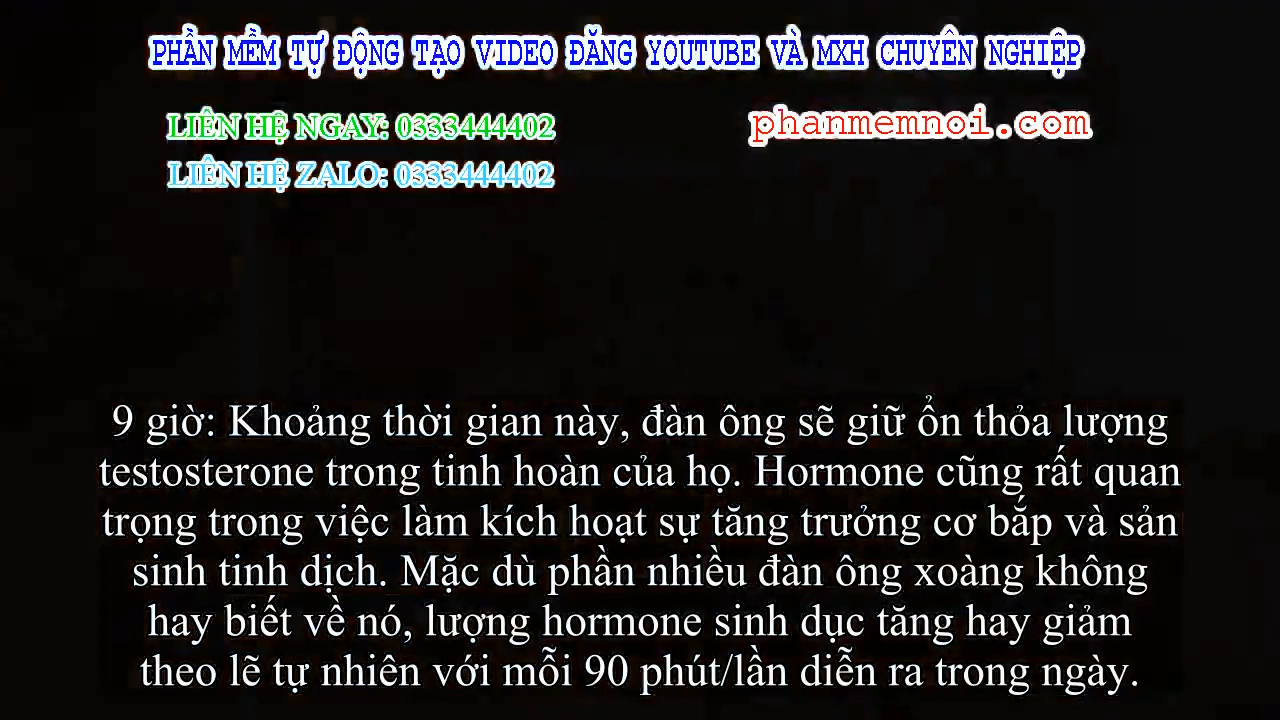 PHẦN MỀM TỰ ĐỘNG TẠO VIDEO ĐĂNG YOUTUBE VÀ MXH CHUYÊN NGHIỆP
LIÊN HỆ NGAY: 0333444402
phanmemnoi.com
LIÊN HỆ ZALO: 0333444402
9 giờ: Khoảng thời gian này, đàn ông sẽ giữ ổn thỏa lượng
testosterone trong tinh hoàn của họ. Hormone cũng rất quan
trọng trong việc làm kích hoạt sự tăng trưởng cơ bắp và sản
sinh tinh dịch. Mặc dù phần nhiều đàn ông xoàng không
hay biết về nó, lượng hormone sinh dục tăng hay giảm
theo lẽ tự nhiên với mỗi 90 phút/lần diễn ra trong ngày.